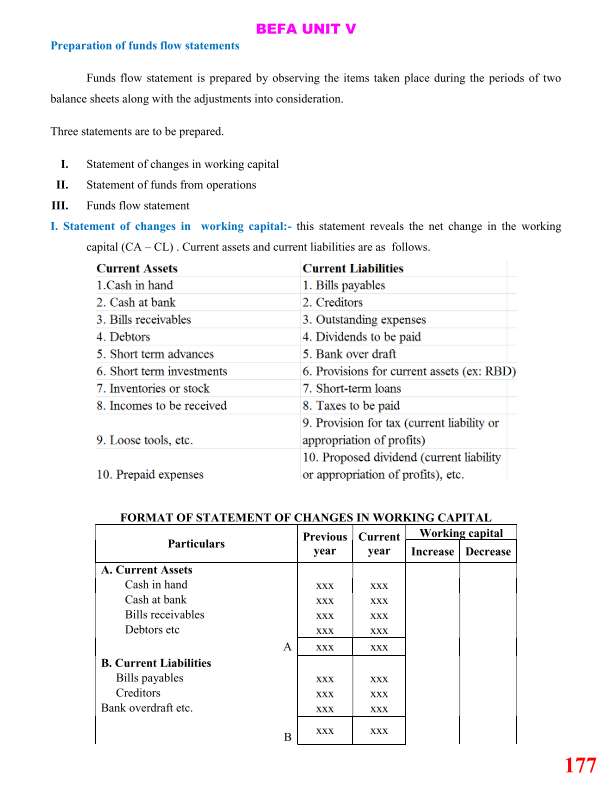 BEFA UNIT V
Preparation of funds flow statements
Funds flow statement is prepared by observing the items taken place during the periods of two
balance sheets along with the adjustments into consideration.
Three statements are to be prepared.
I. Statement of changes in working capital
II. Statement of funds from operations
III. Funds flow statement
I. Statement of changes in working capital:- this statement reveals the net change in the working
capital (CA – CL) . Current assets and current liabilities are as follows.
Current Assets Current Liabilities
1.Cash in hand 1. Bills payables
2. Cash at bank 2. Creditors
3. Bills receivables 3. Outstanding expenses
4. Debtors 4. Dividends to be paid
5. Short term advances 5. Bank over draft
6. Short term investments 6. Provisions for current assets (ex: RBD)
7. Inventories or stock 7. Short-term loans
8. Incomes to be received 8. Taxes to be paid
9. Provision for tax (current liability or
9. Loose tools, etc. appropriation of profits)
10. Proposed dividend (current liability
10. Prepaid expenses or appropriation of profits), etc.
FORMAT OF STATEMENT OF CHANGES IN WORKING CAPITAL
Particulars Previous year Current year Working capital
Increase Decrease
A. Current Assets
Cash in hand xxx xxx
Cash at bank xxx xxx
Bills receivables xxx xxx
Debtors etc xxx xxx
A xxx xxx
B. Current Liabilities
Bills payables xxx xxx
Creditors xxx xxx
Bank overdraft etc. xxx xxx
B xxx xxx
177